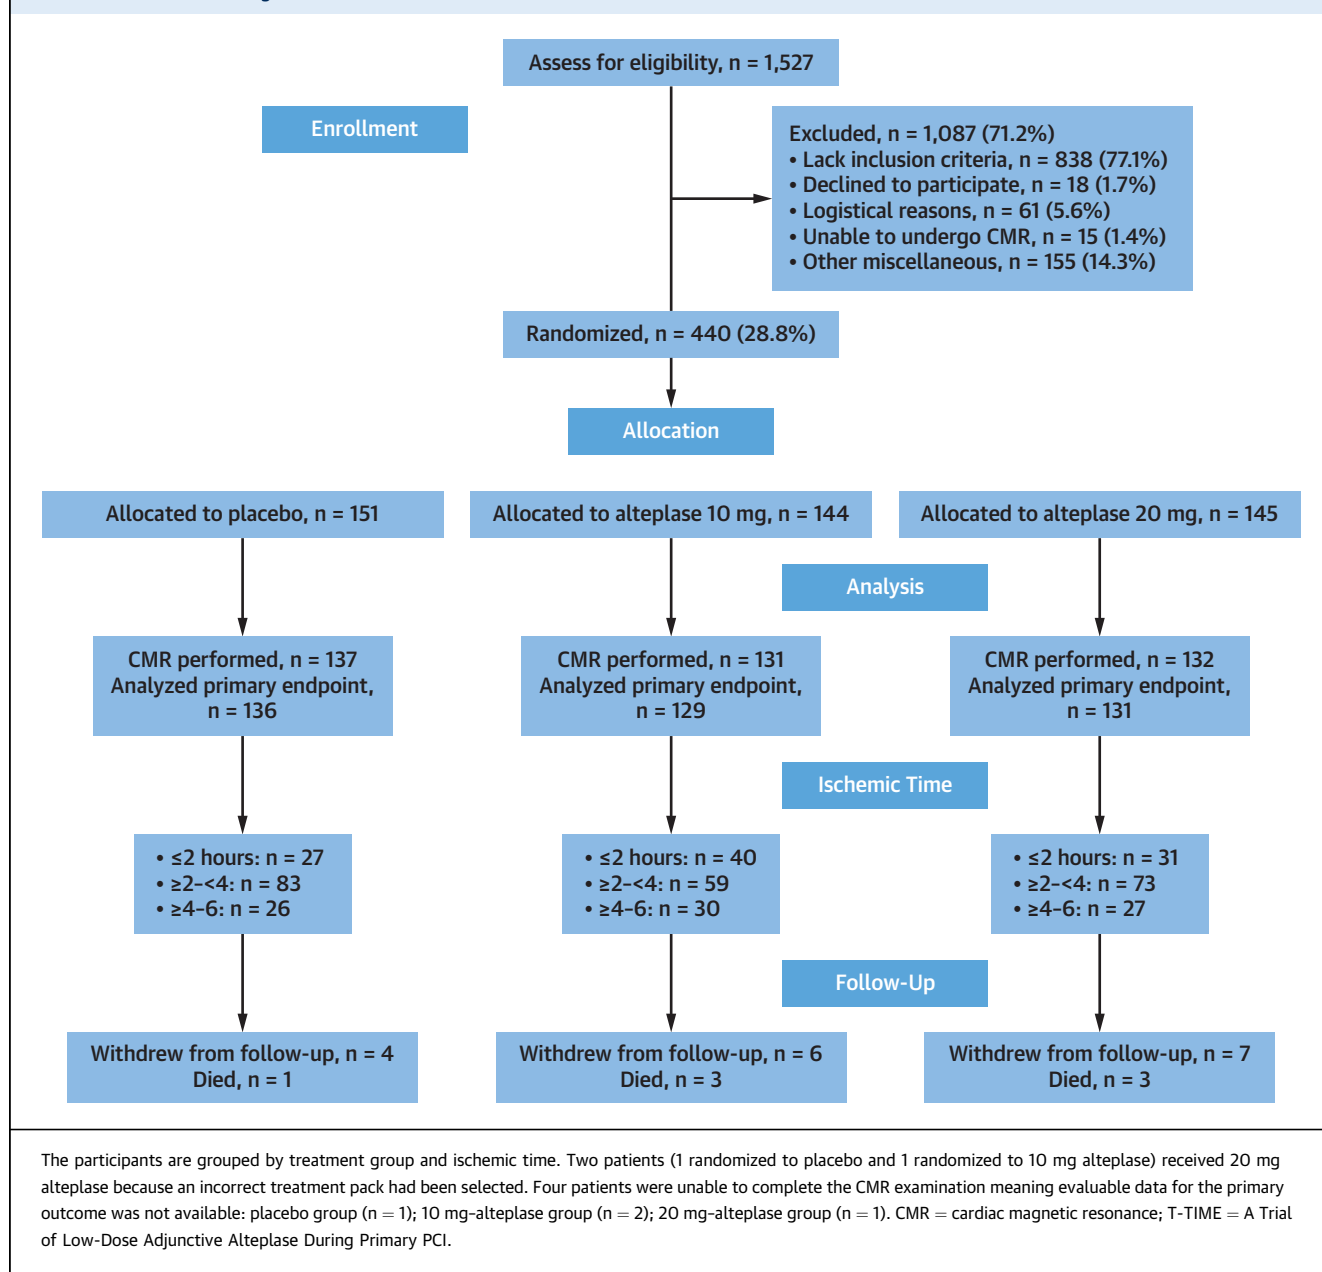 Assess for eligibility, n = 1,527
Enrollment
Excluded, n = 1,087 (71.2%)
• Lack inclusion criteria, n = 838 (77.1%)
• Declined to participate, n = 18 (1.7%)
• Logistical reasons, n = 61 (5.6%)
• Unable to undergo CMR, n = 15 (1.4%)
• Other miscellaneous, n = 155 (14.3%)
Randomized, n = 440 (28.8%)
Allocation
Allocated to placebo, n = 151
Allocated to alteplase 10 mg, n = 144
Allocated to alteplase 20 mg, n = 145
Analysis
CMR performed, n = 137
Analyzed primary endpoint,
n = 136
CMR performed, n = 131
Analyzed primary endpoint,
n = 129
CMR performed, n = 132
Analyzed primary endpoint,
n = 131
Ischemic Time
• ≤2 hours: n = 27
• ≥2-<4: n = 83
• ≥4-6: n = 26
• ≤2 hours: n = 40
• ≥2-<4: n = 59
• ≥4-6: n = 30
• ≤2 hours: n = 31
• ≥2-<4: n = 73
• ≥4-6: n = 27
Follow-Up
Withdrew from follow-up, n = 4
Died, n = 1
Withdrew from follow-up, n = 6
Died, n = 3
Withdrew from follow-up, n = 7
Died, n = 3
The participants are grouped by treatment group and ischemic time. Two patients (1 randomized to placebo and 1 randomized to 10 mg alteplase) received 20 mg
alteplase because an incorrect treatment pack had been selected. Four patients were unable to complete the CMR examination meaning evaluable data for the primary
outcome was not available: placebo group (n = 1); 10 mg-alteplase group (n = 2); 20 mg-alteplase group (n = 1). CMR = cardiac magnetic resonance; T-TIME = A Trial
of Low-Dose Adjunctive Alteplase During Primary PCI.